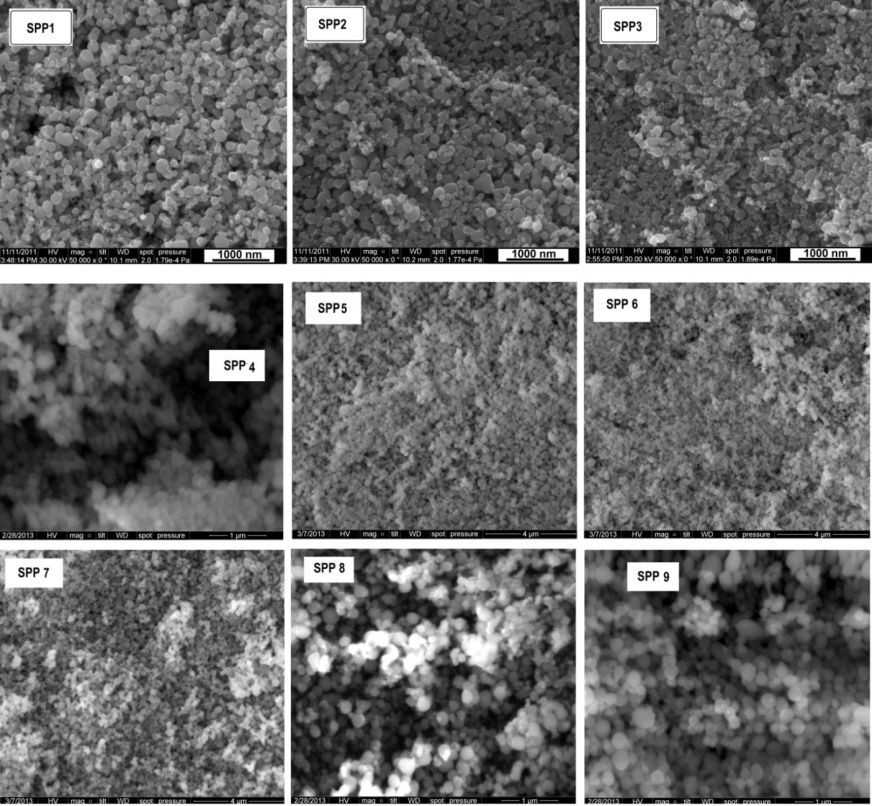 SPP1
11/11/2011 HV mag tilt WD spot pressure
3:48:14 PM 30.00 kV 50 000 x 0 ° 10.1 mm 2.0 1.79e-4 Pa
1000 nm
SPP2
11/11/2011 HV mag tilt WD spot pressure
3:39:13 PM 30.00 kV 50 000 x 0 ° 10.2 mm 2.0 1.77e-4 Pa
1000 nm
SPP3
11/11/2011 HV mag tilt WD spot pressure
2:55:50 PM 30.00 kV 50 000 x 0 ° 10.1 mm 2.0 1.89e-4 Pa
1000 nm
SPP 4
2/28/2013 HV mag tilt WD spot pressure 1 µm
SPP5
3/7/2013 HV mag tilt WD spot pressure 4 µm
SPP 6
3/7/2013 HV mag tilt WD spot pressure 4 µm
SPP 7
3/7/2013 HV mag tilt WD spot pressure 4 µm
SPP 8
2/28/2013 HV mag tilt WD spot pressure 1 µm
SPP 9
2/28/2013 HV mag tilt WD spot pressure 1 µm